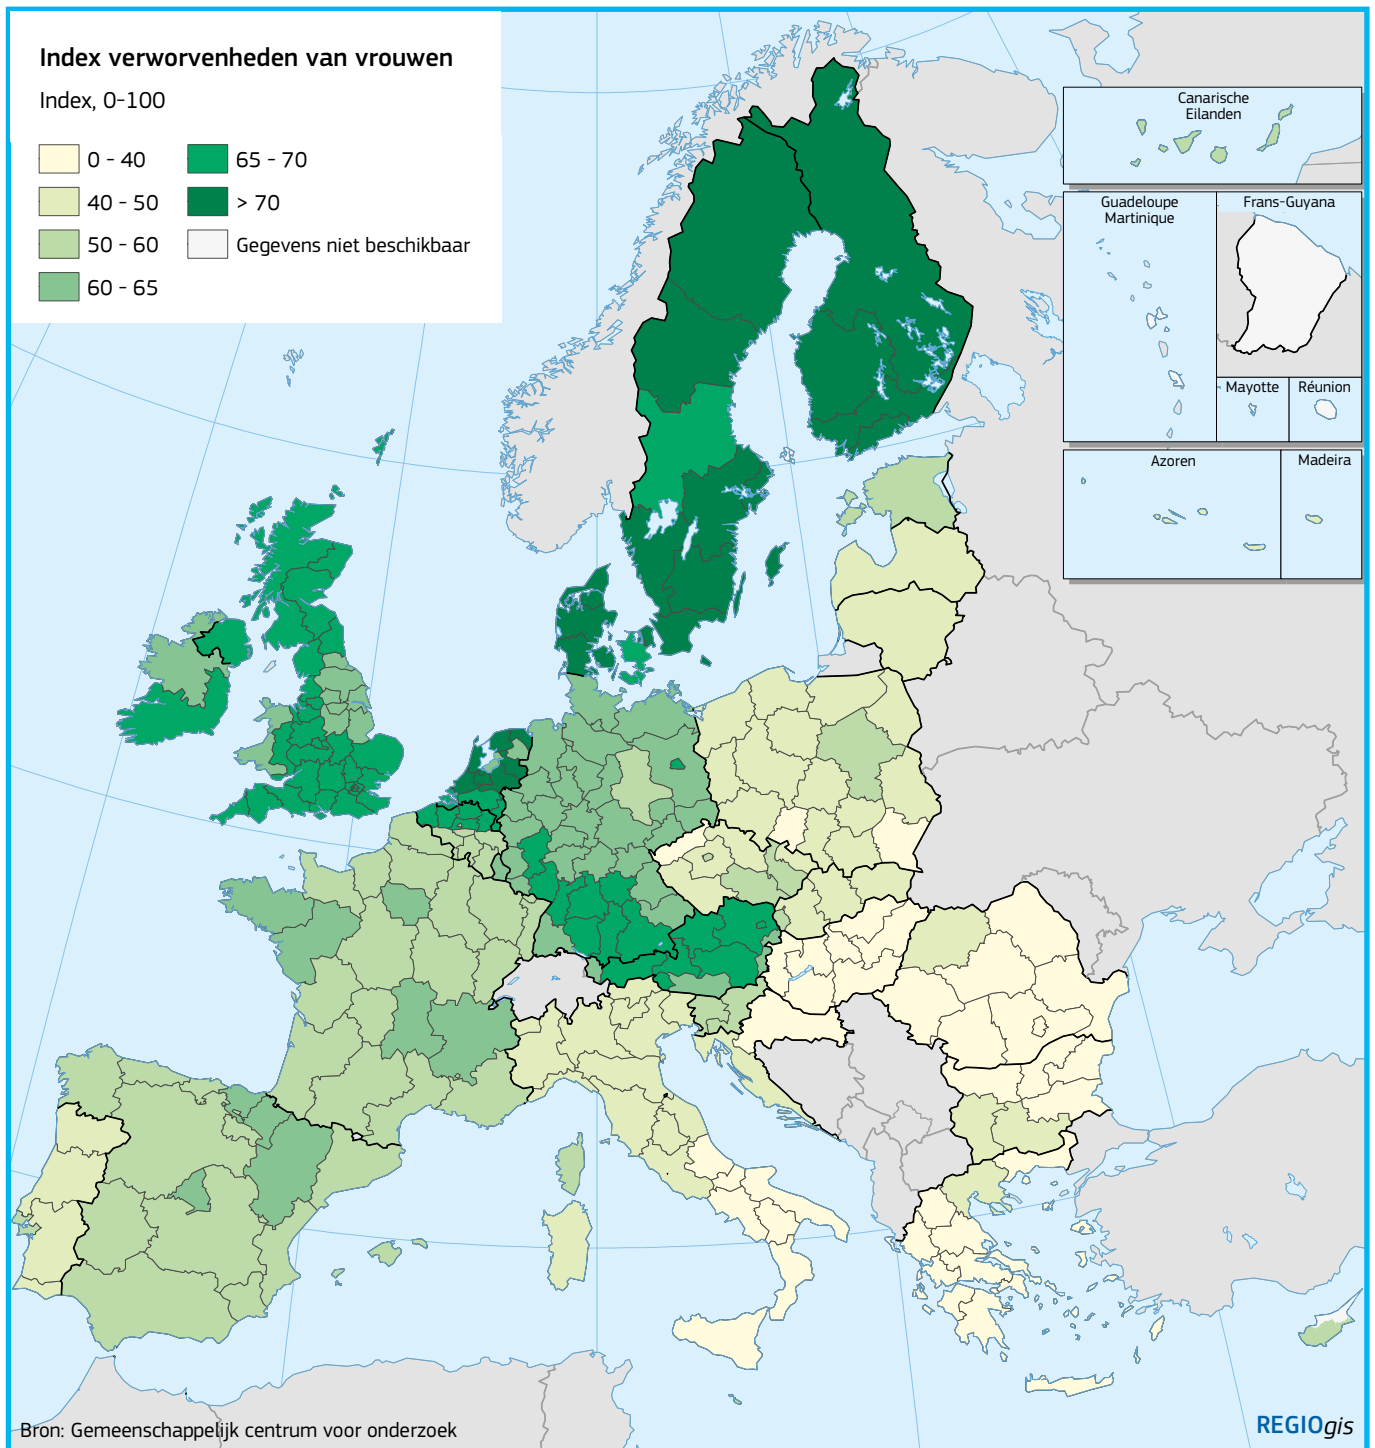 Index verworvenheden van vrouwen
Index, 0-100
0 - 40
40 - 50
50 - 60
60 - 65
65 - 70
> 70
Gegevens niet beschikbaar
Canarische
Eilanden
Guadeloupe
Martinique
Frans-Guyana
Mayotte
Réunion
Azoren
Madeira
Bron: Gemeenschappelijk centrum voor onderzoek
REGIOgis